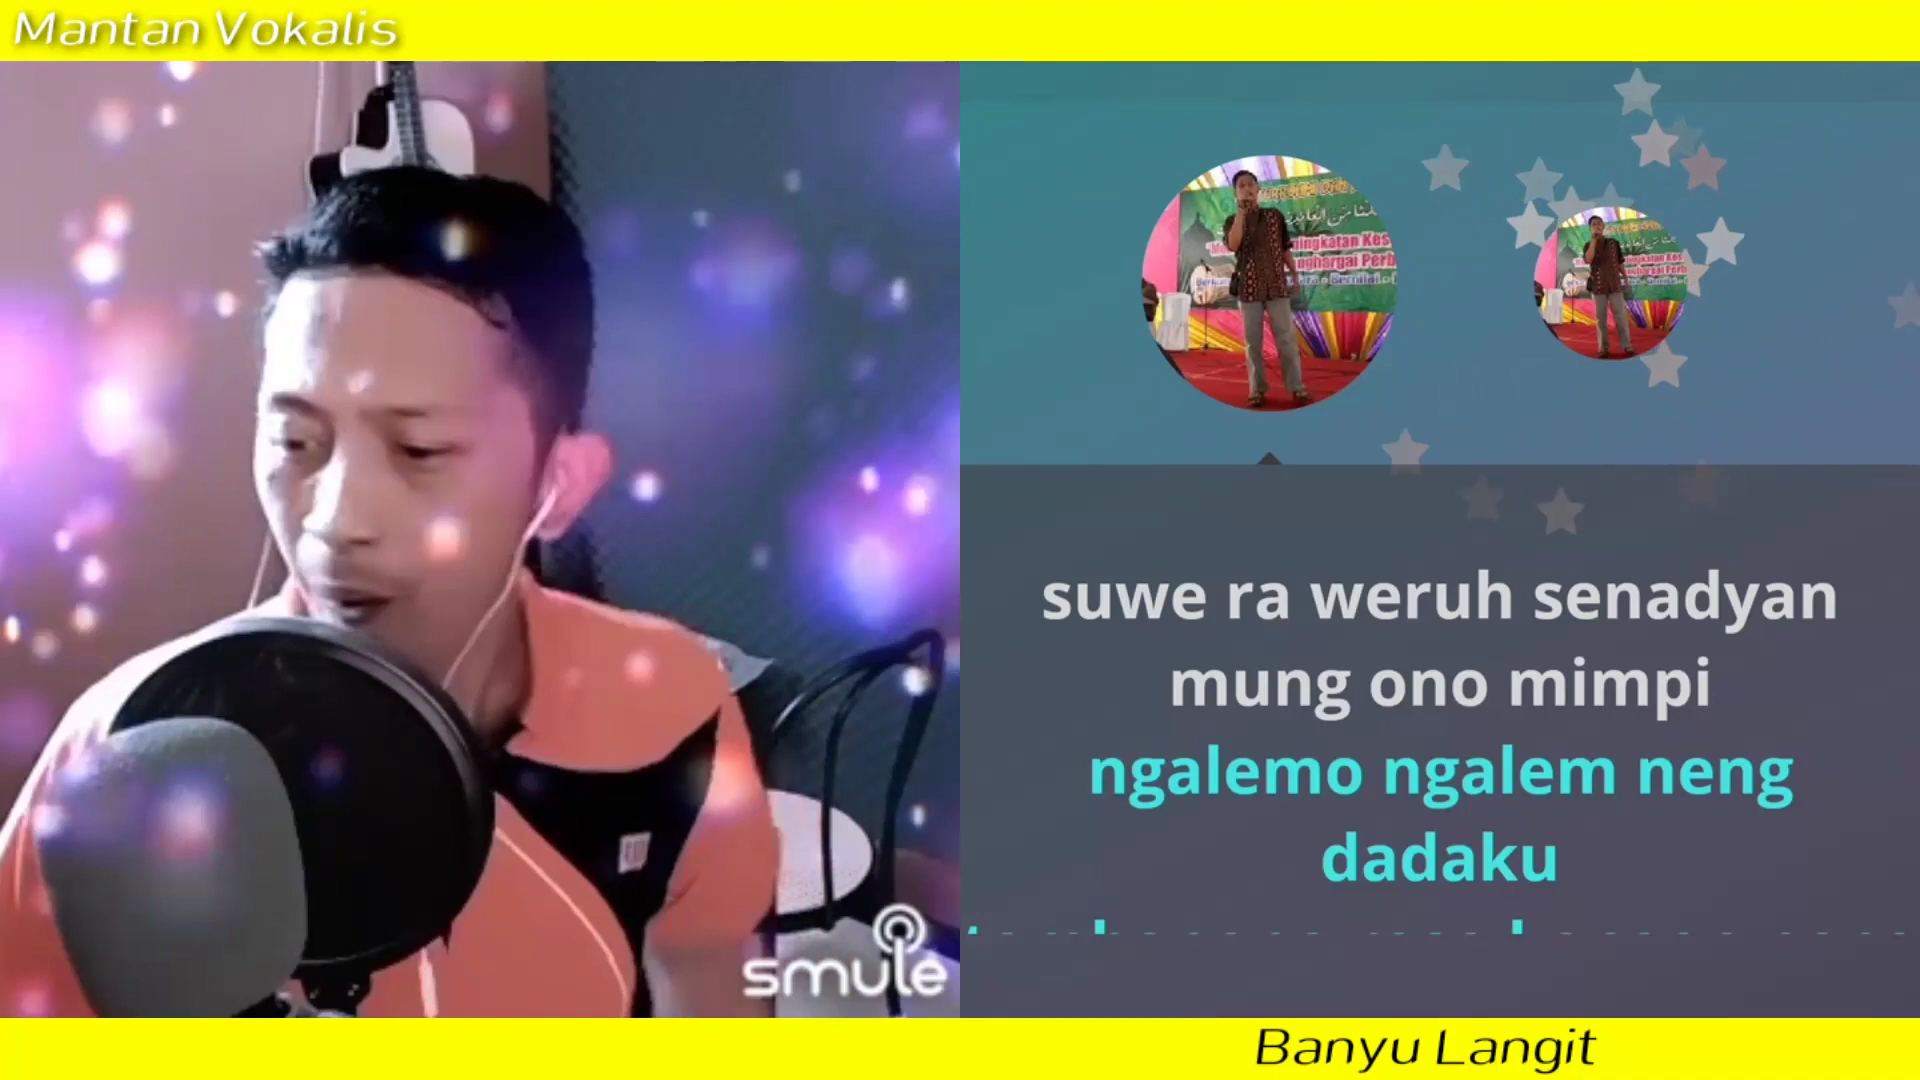 Mantan Vokalis
suwe ra weruh senadyan
mung ono mimpi
ngalemo ngalem neng
dadaku
smule
Banyu Langit